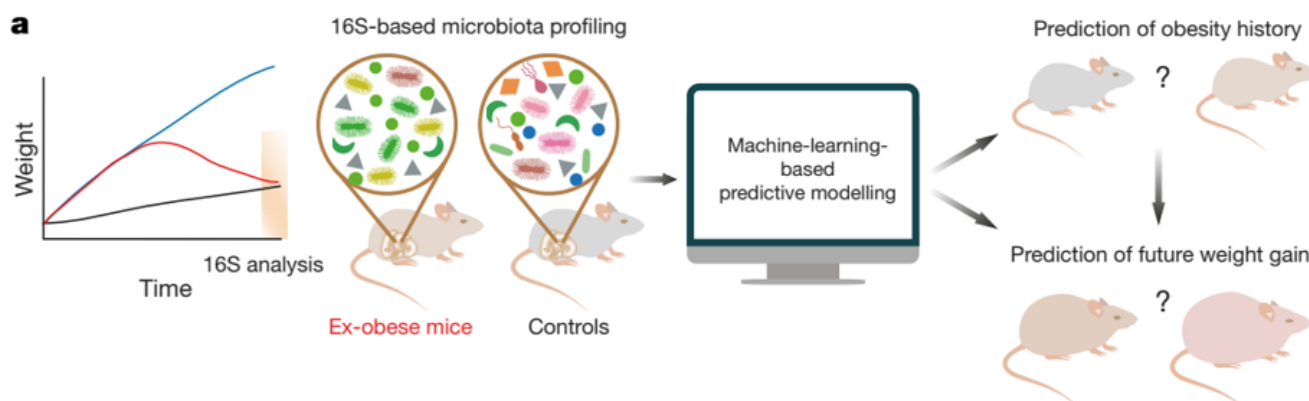 a
Weight
Time
16S analysis
16S-based microbiota profiling
Ex-obese mice
Controls
Machine-learning-
based
predictive modelling
Prediction of obesity history
?
Prediction of future weight gain
?